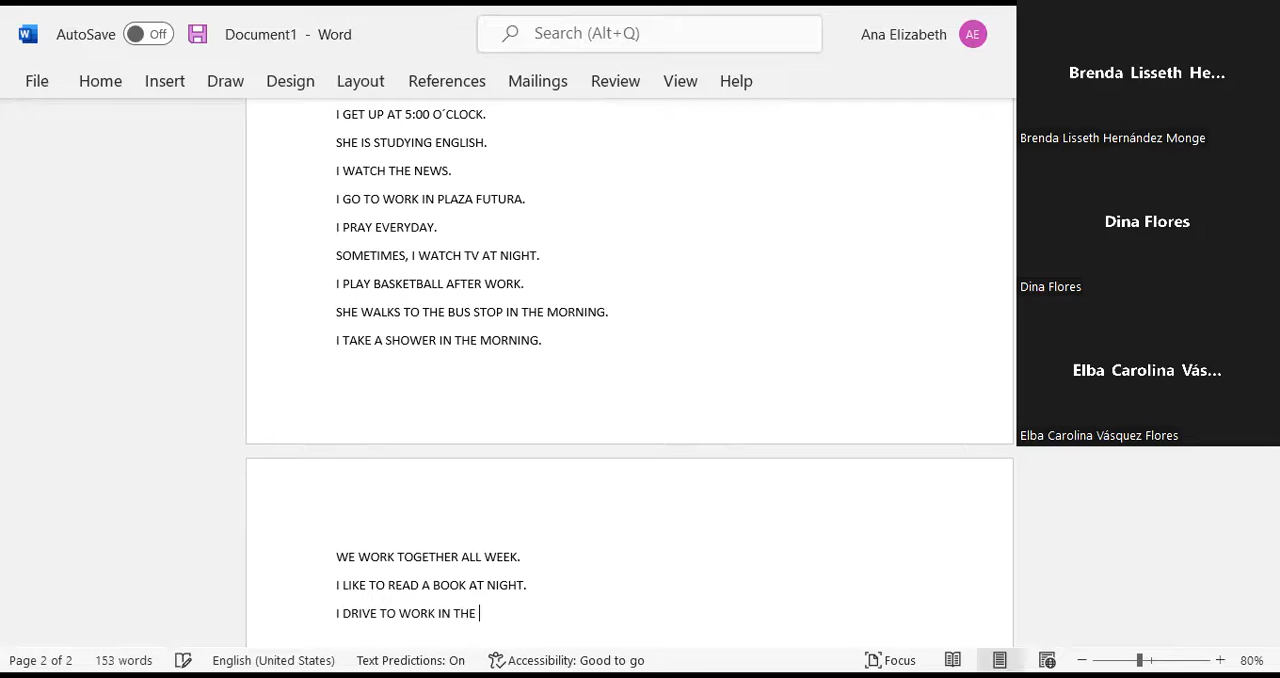 AutoSave Off Document1 - Word Search (Alt+Q) Ana Elizabeth AE
File Home Insert Draw Design Layout References Mailings Review View Help
I GET UP AT 5:00 O´CLOCK.
SHE IS STUDYING ENGLISH.
I WATCH THE NEWS.
I GO TO WORK IN PLAZA FUTURA.
I PRAY EVERYDAY.
SOMETIMES, I WATCH TV AT NIGHT.
I PLAY BASKETBALL AFTER WORK.
SHE WALKS TO THE BUS STOP IN THE MORNING.
I TAKE A SHOWER IN THE MORNING.
WE WORK TOGETHER ALL WEEK.
I LIKE TO READ A BOOK AT NIGHT.
I DRIVE TO WORK IN THE
Page 2 of 2 153 words English (United States) Text Predictions: On Accessibility: Good to go Focus 80%
Brenda Lisseth He...
Brenda Lisseth Hernández Monge
Dina Flores
Dina Flores
Elba Carolina Vás...
Elba Carolina Vásquez Flores